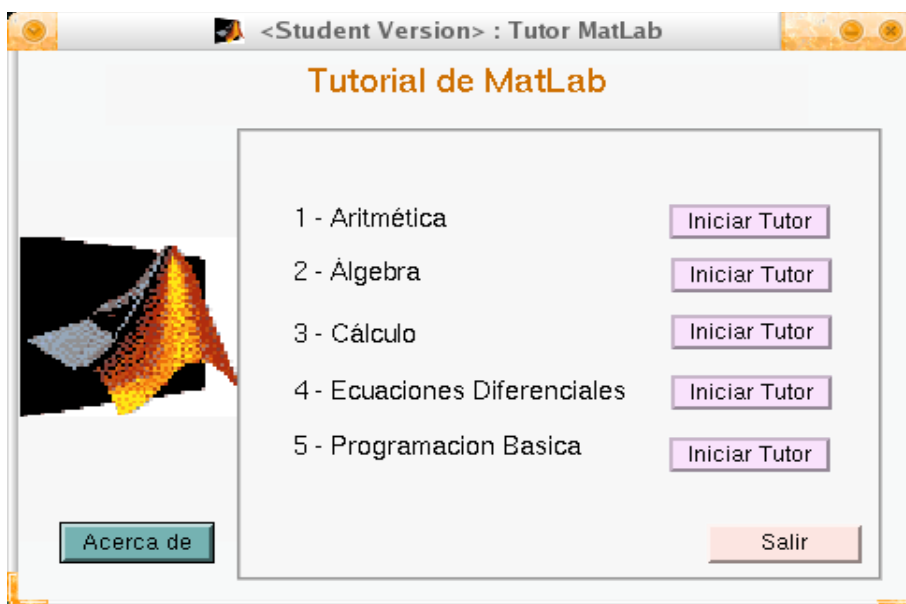 <Student Version> : Tutor MatLab
Tutorial de MatLab
1 - Aritmética Iniciar Tutor
2 - Álgebra Iniciar Tutor
3 - Cálculo Iniciar Tutor
4 - Ecuaciones Diferenciales Iniciar Tutor
5 - Programacion Basica Iniciar Tutor
Acerca de Salir